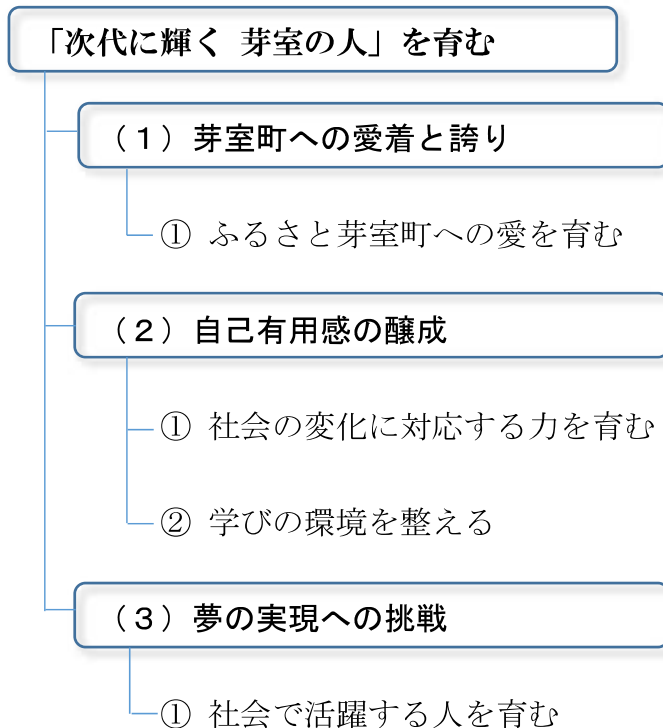 「次代に輝く 芽室の人」を育む
（１）芽室町への愛着と誇り
① ふるさと芽室町への愛を育む
（２）自己有用感の醸成
① 社会の変化に対応する力を育む
② 学びの環境を整える
（３）夢の実現への挑戦
① 社会で活躍する人を育む